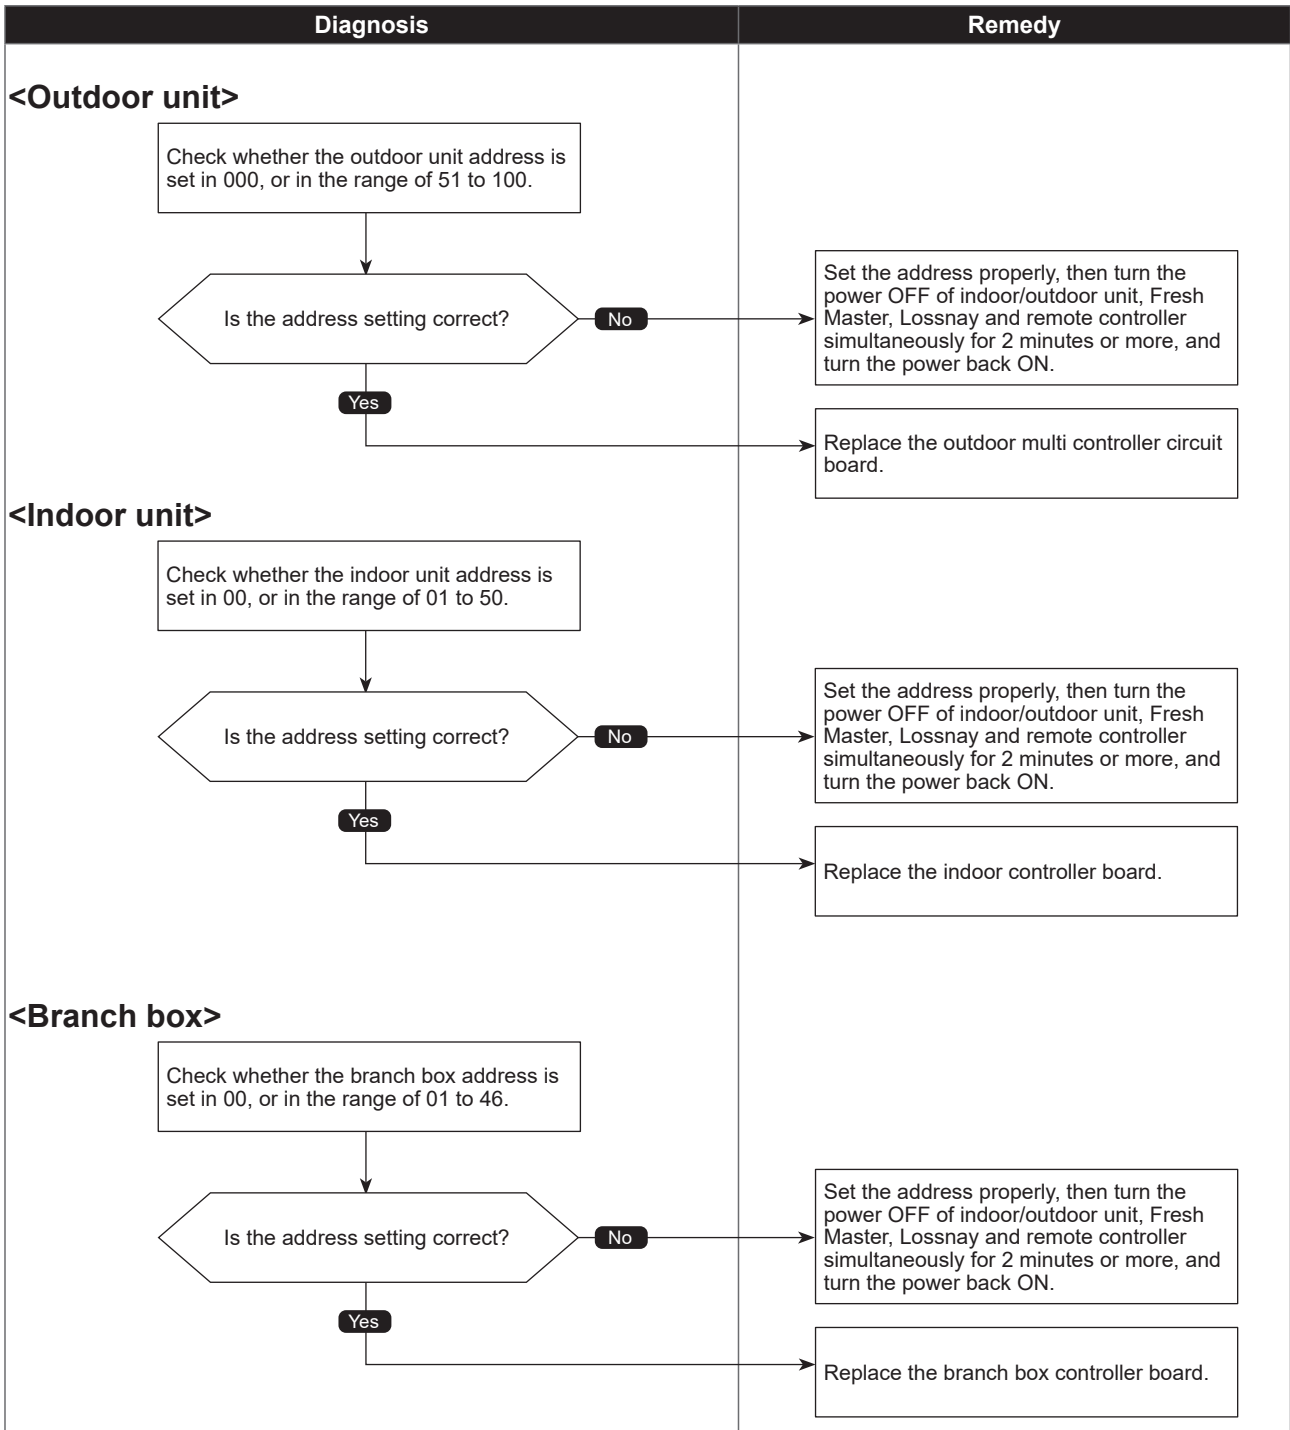 Diagnosis
Remedy
<Outdoor unit>
Check whether the outdoor unit address is
set in 000, or in the range of 51 to 100.
Is the address setting correct?
No
Set the address properly, then turn the
power OFF of indoor/outdoor unit, Fresh
Master, Lossnay and remote controller
simultaneously for 2 minutes or more, and
turn the power back ON.
Yes
Replace the outdoor multi controller circuit
board.
<Indoor unit>
Check whether the indoor unit address is
set in 00, or in the range of 01 to 50.
Is the address setting correct?
No
Set the address properly, then turn the
power OFF of indoor/outdoor unit, Fresh
Master, Lossnay and remote controller
simultaneously for 2 minutes or more, and
turn the power back ON.
Yes
Replace the indoor controller board.
<Branch box>
Check whether the branch box address is
set in 00, or in the range of 01 to 46.
Is the address setting correct?
No
Set the address properly, then turn the
power OFF of indoor/outdoor unit, Fresh
Master, Lossnay and remote controller
simultaneously for 2 minutes or more, and
turn the power back ON.
Yes
Replace the branch box controller board.